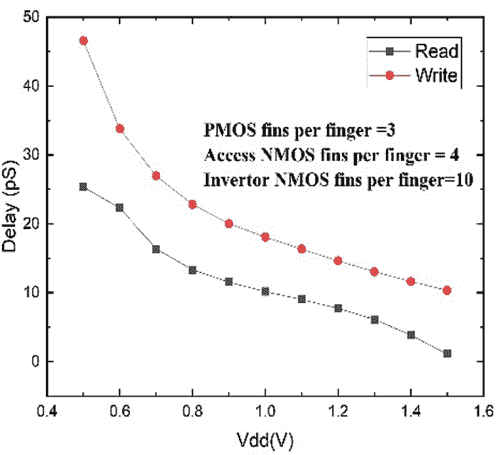 50
40
30
20
10
0
Delay (pS)
Read
Write
PMOS fins per finger =3
Access NMOS fins per finger = 4
Invertor NMOS fins per finger=10
0.4 0.6 0.8 1.0 1.2 1.4 1.6
Vdd(V)